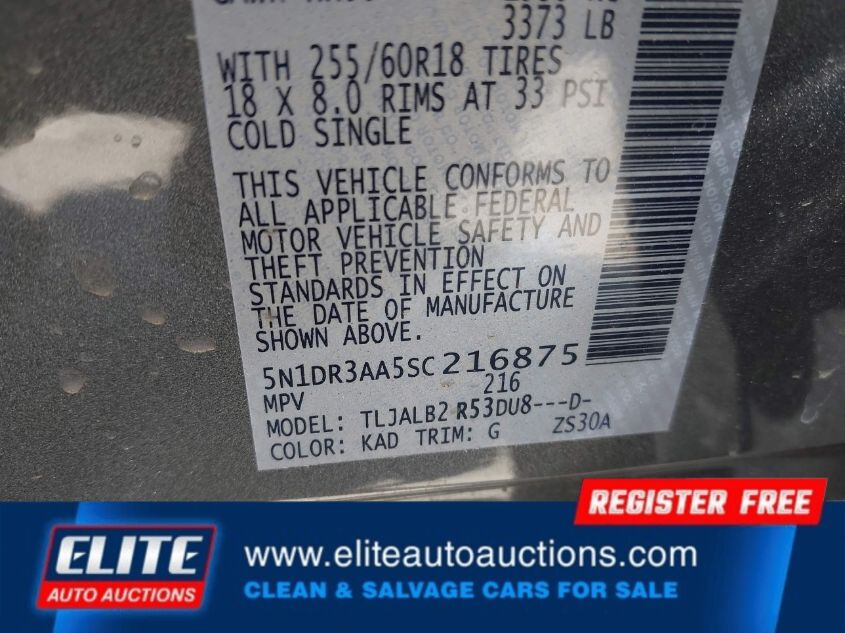 3373 LB
WITH 255/60R18 TIRES
18 X 8.0 RIMS AT 33 PSI
COLD SINGLE
THIS VEHICLE CONFORMS TO
ALL APPLICABLE FEDERAL
MOTOR VEHICLE SAFETY AND
THEFT PREVENTION
STANDARDS IN EFFECT ON
THE DATE OF MANUFACTURE
SHOWN ABOVE.
5N1DR3AA5SC216875
MPV 216
MODEL: TLJALB2 R53DU8---D-
COLOR: KAD TRIM: G ZS30A
REGISTER FREE
ELITE
AUTO AUCTIONS
www.eliteautoauctions.com
CLEAN & SALVAGE CARS FOR SALE